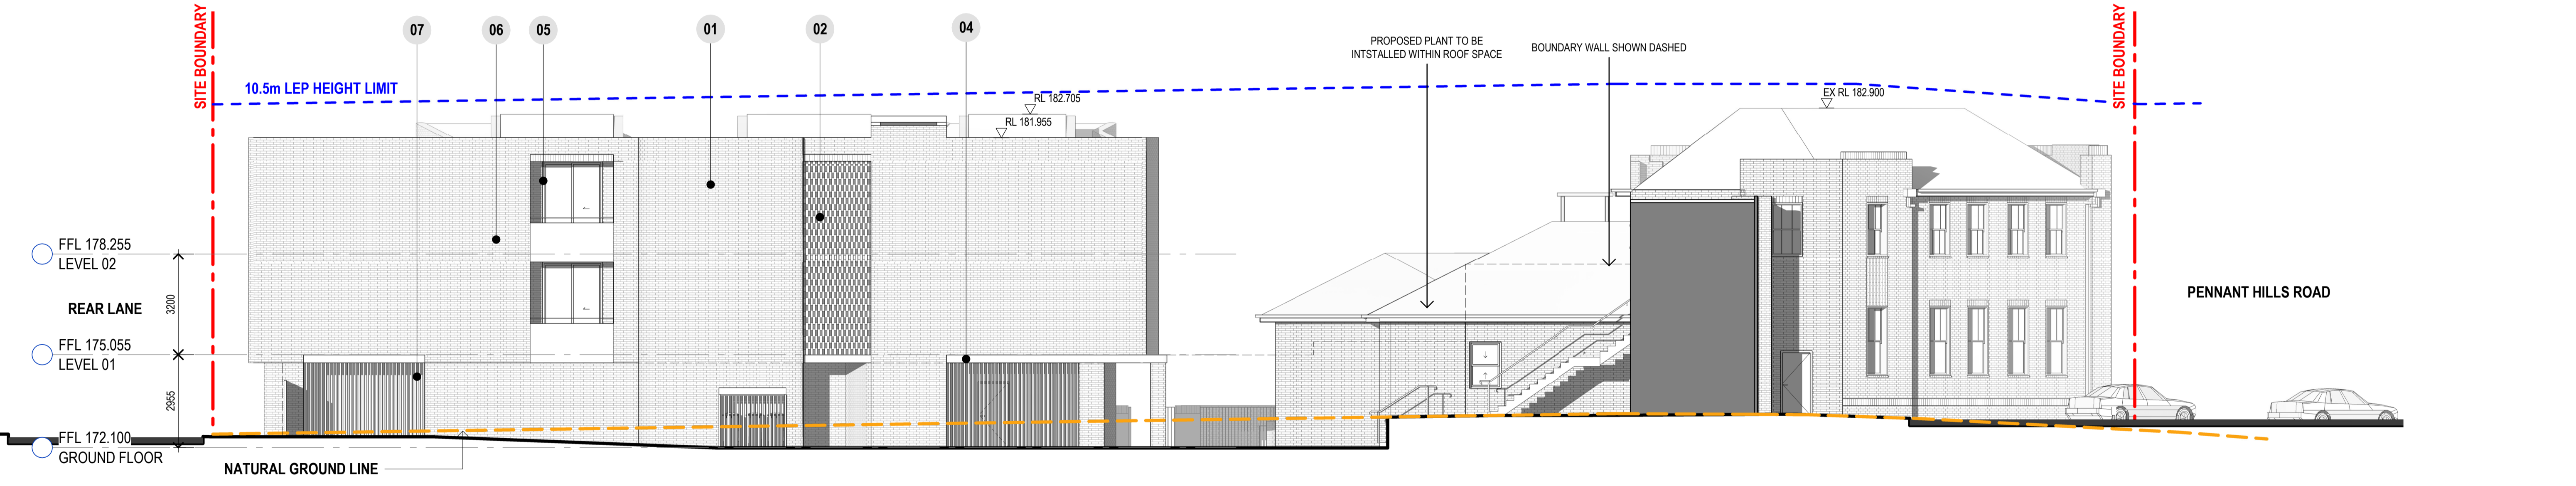 SITE BOUNDARY
07
06
05
01
02
04
10.5m LEP HEIGHT LIMIT
RL 182.705
RL 181.955
PROPOSED PLANT TO BE
INTSTALLED WITHIN ROOF SPACE
BOUNDARY WALL SHOWN DASHED
EX RL 182.900
SITE BOUNDARY
FFL 178.255
LEVEL 02
REAR LANE
3200
FFL 175.055
LEVEL 01
2955
FFL 172.100
GROUND FLOOR
NATURAL GROUND LINE
PENNANT HILLS ROAD